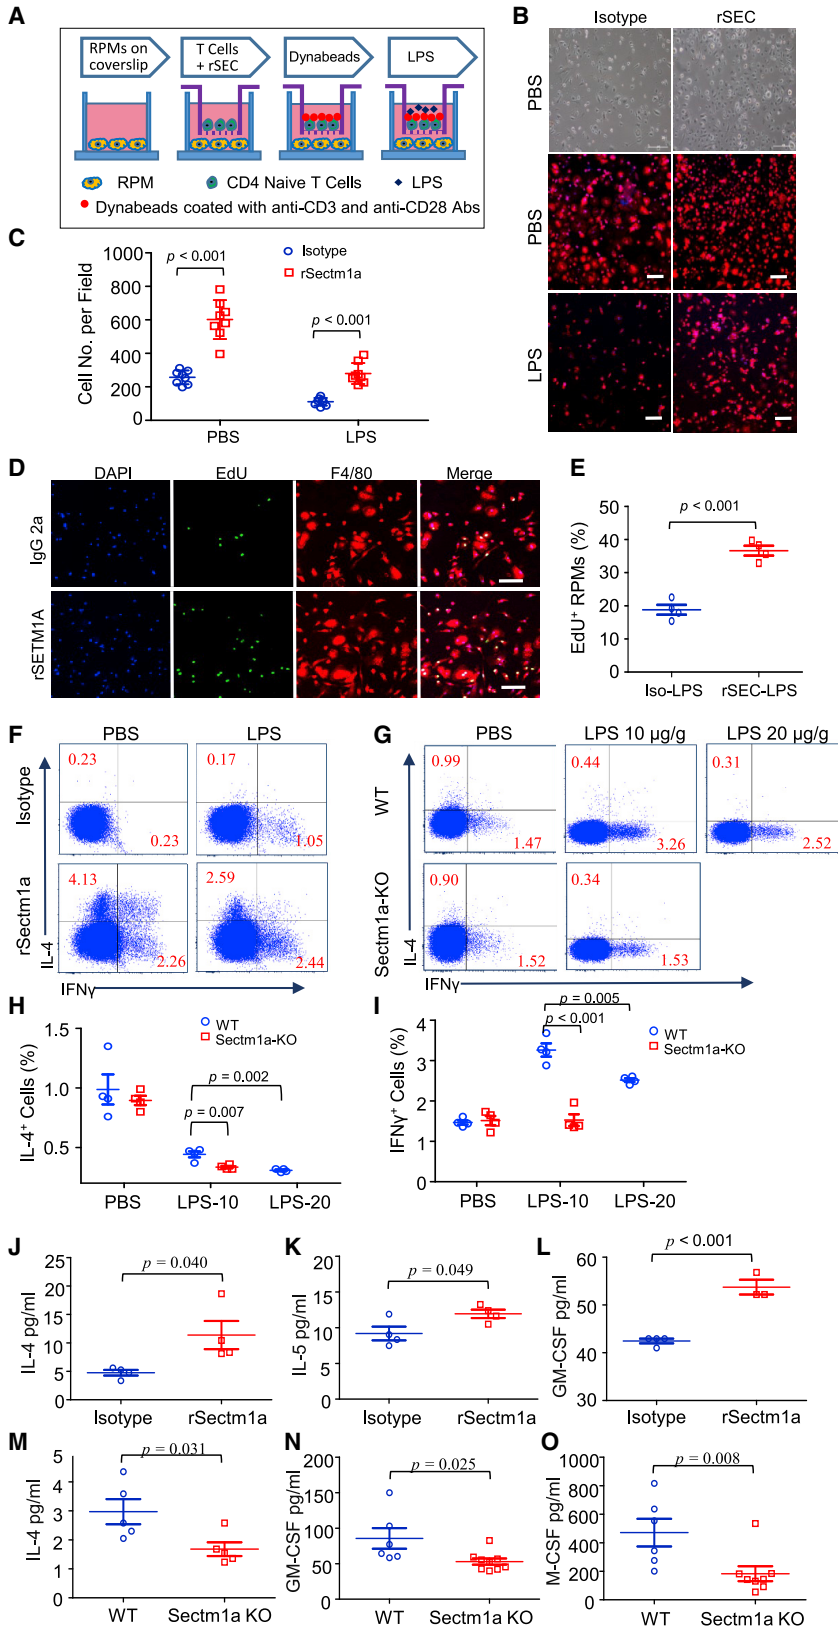 A
RPMs on coverslip
T Cells + rSEC
Dynabeads
LPS
RPM
CD4 Naive T Cells
LPS
Dynabeads coated with anti-CD3 and anti-CD28 Abs
B
Isotype rSEC
PBS
PBS
LPS
C
Isotype
rSectm1a
p < 0.001
p < 0.001
Cell No. per Field
1000
800
600
400
200
0
PBS LPS
D
DAPI EdU F4/80 Merge
IgG 2a
rSETM1A
E
p < 0.001
EdU+ RPMs (%)
50
40
30
20
10
0
Iso-LPS rSEC-LPS
F
PBS LPS
Isotype
0.23 0.17
0.23 1.05
rSectm1a
4.13 2.59
2.26 2.44
IL-4
IFNγ
G
PBS LPS 10 µg/g LPS 20 µg/g
WT
0.99 0.44 0.31
1.47 3.26 2.52
Sectm1a-KO
0.90 0.34
1.52 1.53
IL-4
IFNγ
H
WT
Sectm1a-KO
p = 0.002
p = 0.007
IL-4+ Cells (%)
1.5
1.0
0.5
PBS LPS-10 LPS-20
I
p = 0.005
p < 0.001
WT
Sectm1a-KO
IFNγ+ Cells (%)
4
3
2
1
0
PBS LPS-10 LPS-20
J
p = 0.040
IL-4 pg/ml
25
20
15
10
5
0
Isotype rSectm1a
K
p = 0.049
IL-5 pg/ml
20
15
10
5
0
Isotype rSectm1a
L
p < 0.001
GM-CSF pg/ml
60
50
40
30
Isotype rSectm1a
M
p = 0.031
IL-4 pg/ml
5
4
3
2
1
0
WT Sectm1a KO
N
p = 0.025
GM-CSF pg/ml
200
150
100
50
0
WT Sectm1a KO
O
p = 0.008
M-CSF pg/ml
1000
800
600
400
200
0
WT Sectm1a KO